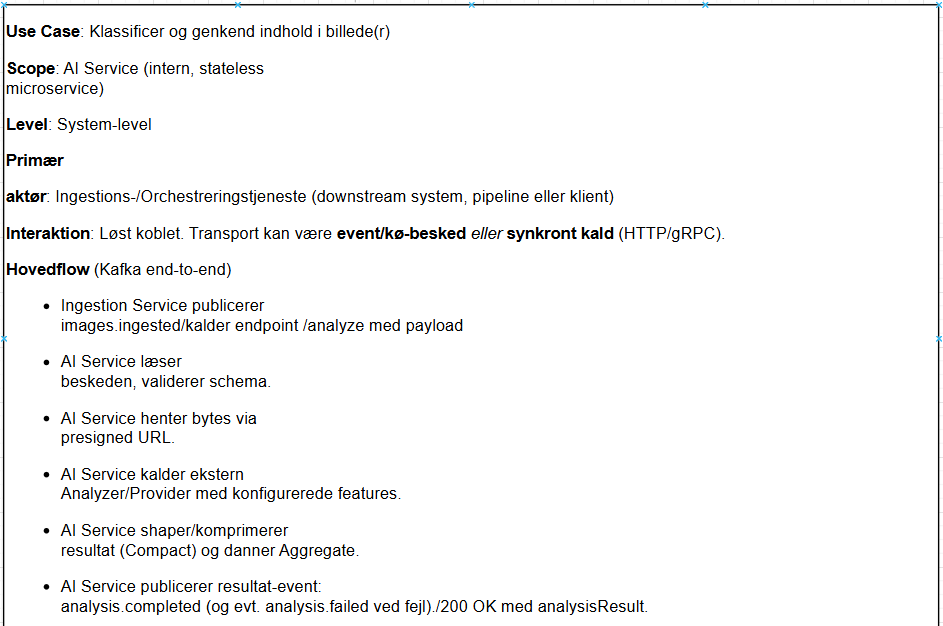 Use Case: Klassificer og genkend indhold i billede(r)
Scope: AI Service (intern, stateless
microservice)
Level: System-level
Primær
aktør: Ingestions-/Orchestreringstjeneste (downstream system, pipeline eller klient)
Interaktion: Løst koblet. Transport kan være event/kø-besked eller synkront kald (HTTP/gRPC).
Hovedflow (Kafka end-to-end)
• Ingestion Service publicerer
images.ingested/kalder endpoint /analyze med payload
• AI Service læser
beskeden, validerer schema.
• AI Service henter bytes via
presigned URL.
• AI Service kalder ekstern
Analyzer/Provider med konfigurerede features.
• AI Service shaper/komprimerer
resultat (Compact) og danner Aggregate.
• AI Service publicerer resultat-event:
analysis.completed (og evt. analysis.failed ved fejl)./200 OK med analysisResult.